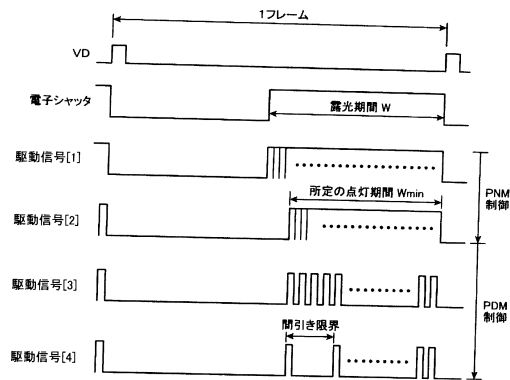 1フレーム
VD
電子シャッタ
露光期間 W
駆動信号[1]
所定の点灯期間 Wmin
PNM
制御
駆動信号[2]
駆動信号[3]
PDM
制御
間引き限界
駆動信号[4]